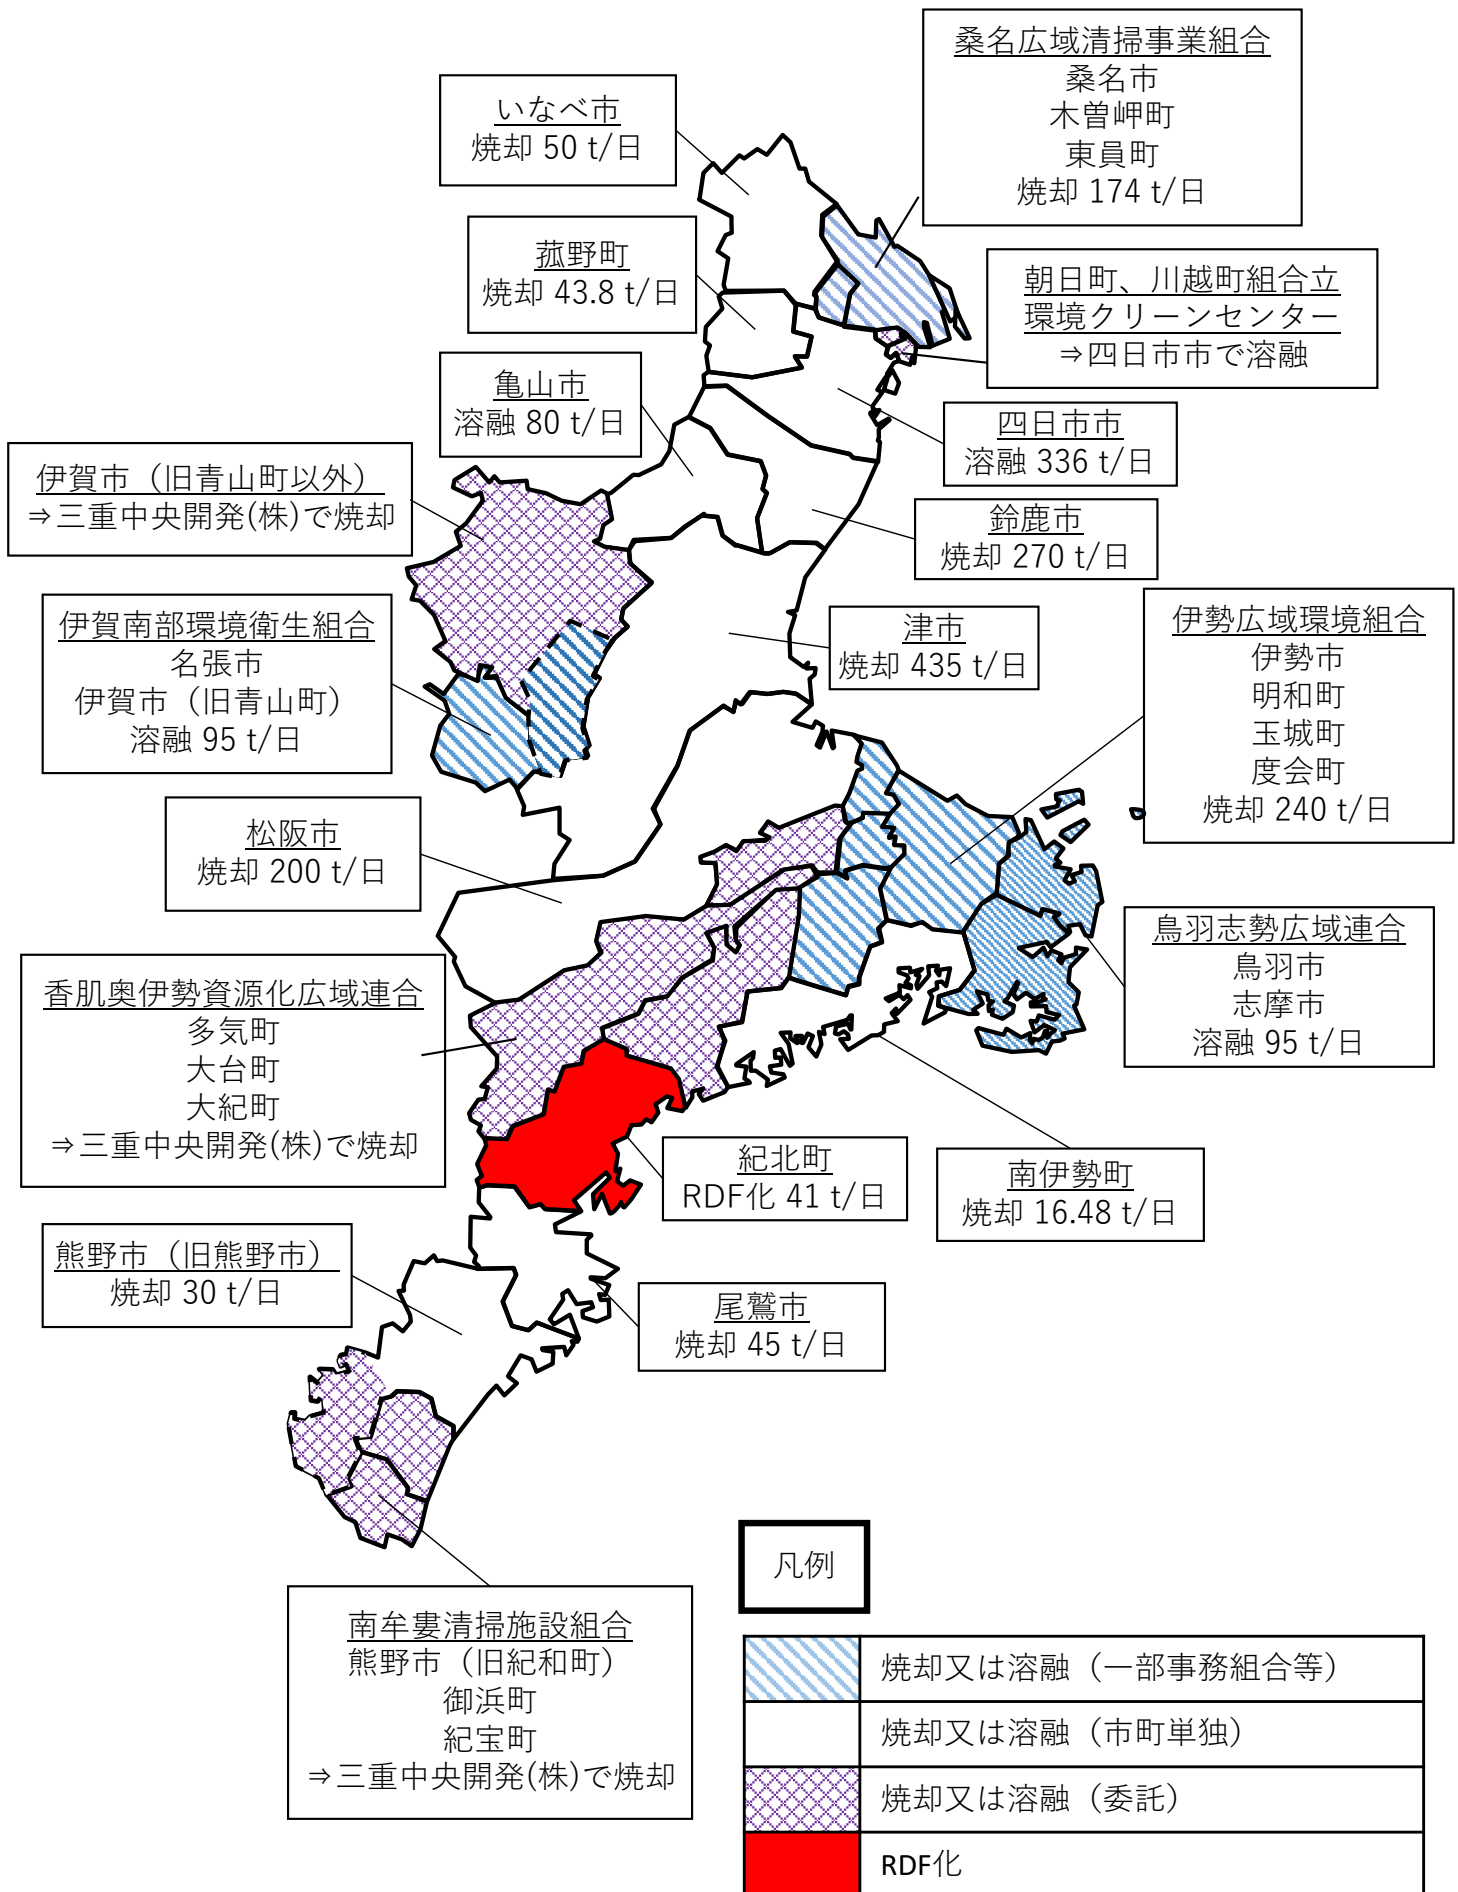 桑名広域清掃事業組合
桑名市
木曽岬町
東員町
焼却 174 t/日
いなべ市
焼却 50 t/日
菰野町
焼却 43.8 t/日
朝日町、川越町組合立
環境クリーンセンター
⇒四日市市で溶融
亀山市
溶融 80 t/日
四日市市
溶融 336 t/日
伊賀市（旧青山町以外）
⇒三重中央開発(株)で焼却
鈴鹿市
焼却 270 t/日
伊賀南部環境衛生組合
名張市
伊賀市（旧青山町）
溶融 95 t/日
津市
焼却 435 t/日
伊勢広域環境組合
伊勢市
明和町
玉城町
度会町
焼却 240 t/日
松阪市
焼却 200 t/日
鳥羽志勢広域連合
鳥羽市
志摩市
溶融 95 t/日
香肌奥伊勢資源化広域連合
多気町
大台町
大紀町
⇒三重中央開発(株)で焼却
紀北町
RDF化 41 t/日
南伊勢町
焼却 16.48 t/日
熊野市（旧熊野市）
焼却 30 t/日
尾鷲市
焼却 45 t/日
南牟婁清掃施設組合
熊野市（旧紀和町）
御浜町
紀宝町
⇒三重中央開発(株)で焼却
凡例
焼却又は溶融（一部事務組合等）
焼却又は溶融（市町単独）
焼却又は溶融（委託）
RDF化